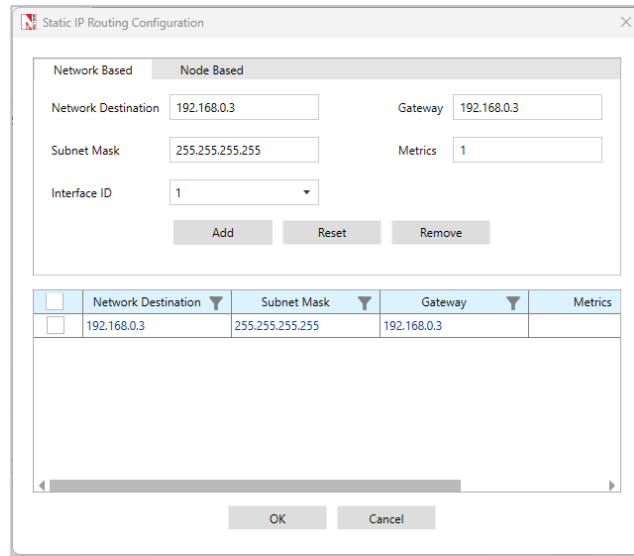 Static IP Routing Configuration
Network Based Node Based
Network Destination 192.168.0.3 Gateway 192.168.0.3
Subnet Mask 255.255.255.255 Metrics 1
Interface ID 1
Add Reset Remove
Network Destination Subnet Mask Gateway Metrics
192.168.0.3 255.255.255.255 192.168.0.3
OK Cancel